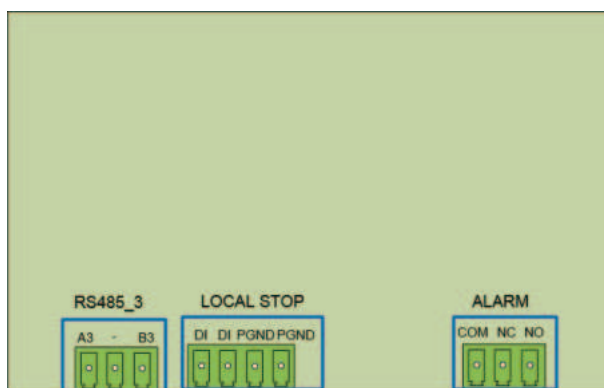 RS485_3 LOCAL STOP ALARM
A3 - B3 DI DI PGND PGND COM NC NO